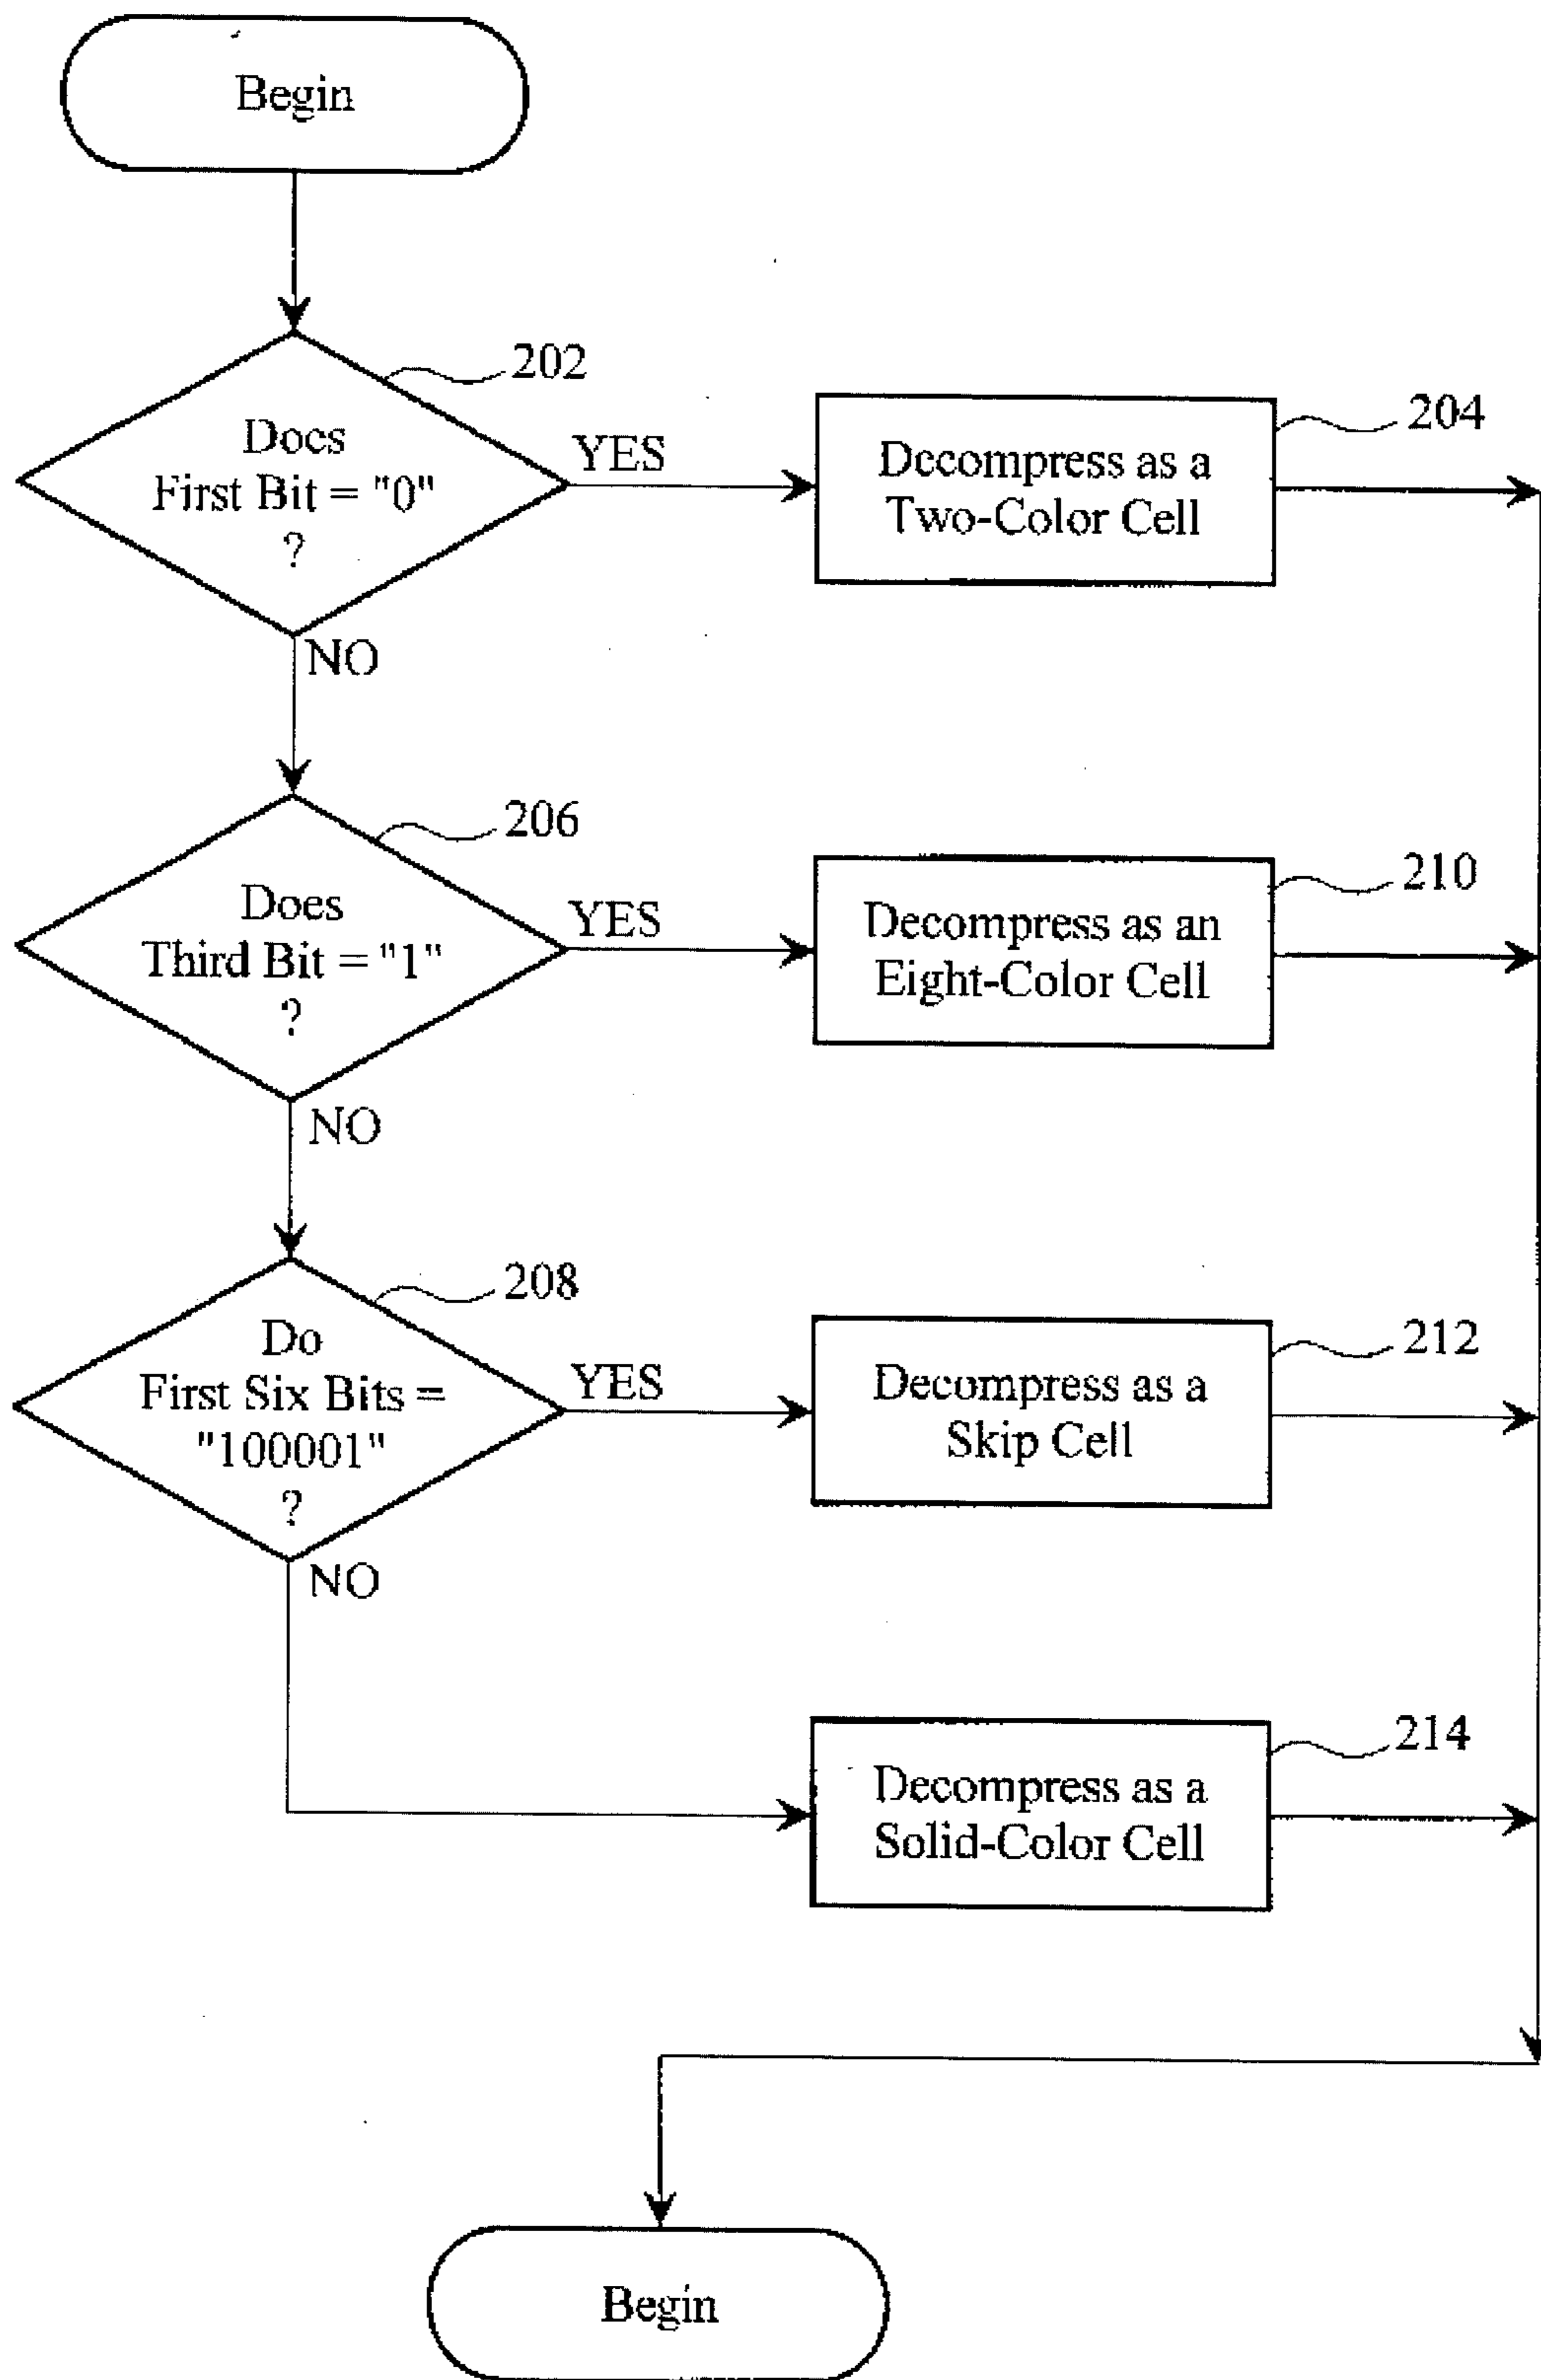 Begin
202
Does
First Bit = "0"
?
YES
NO
204
Decompress as a
Two-Color Cell
206
Does
Third Bit = "1"
?
YES
NO
210
Decompress as an
Eight-Color Cell
208
Do
First Six Bits =
"100001"
?
YES
NO
212
Decompress as a
Skip Cell
214
Decompress as a
Solid-Color Cell
Begin